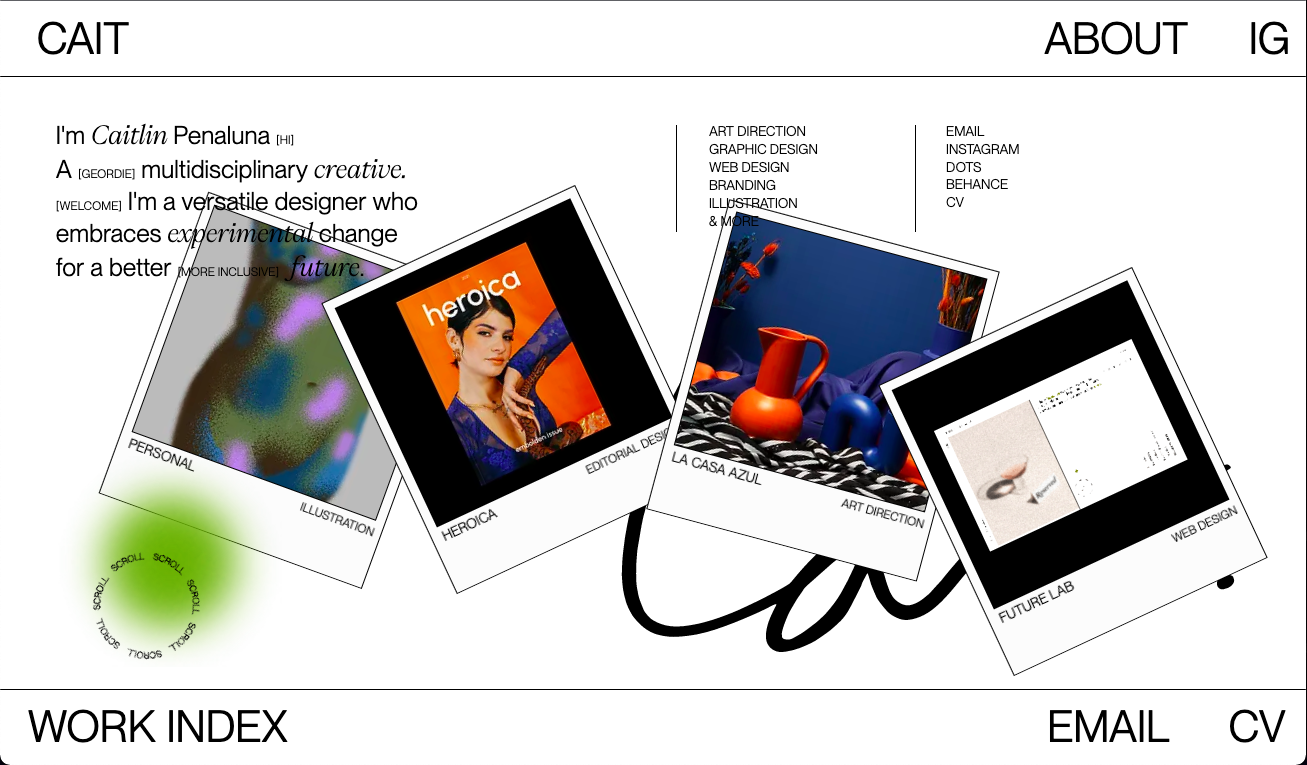 CAIT
ABOUT
IG
I'm Caitlin Penaluna [HI]
A [GEORDIE] multidisciplinary creative.
[WELCOME] I'm a versatile designer who
embraces experimental change
for a better [MORE INCLUSIVE] future.
ART DIRECTION
GRAPHIC DESIGN
WEB DESIGN
BRANDING
ILLUSTRATION
& MORE
EMAIL
INSTAGRAM
DOTS
BEHANCE
CV
PERSONAL
ILLUSTRATION
heroica
embolden issue
HEROICA
EDITORIAL DESIG
LA CASA AZUL
ART DIRECTION
FUTURE LAB
WEB DESIGN
SCROLL SCROLL SCROLL SCROLL SCROLL SCROLL SCROLL SCROLL
WORK INDEX
EMAIL
CV